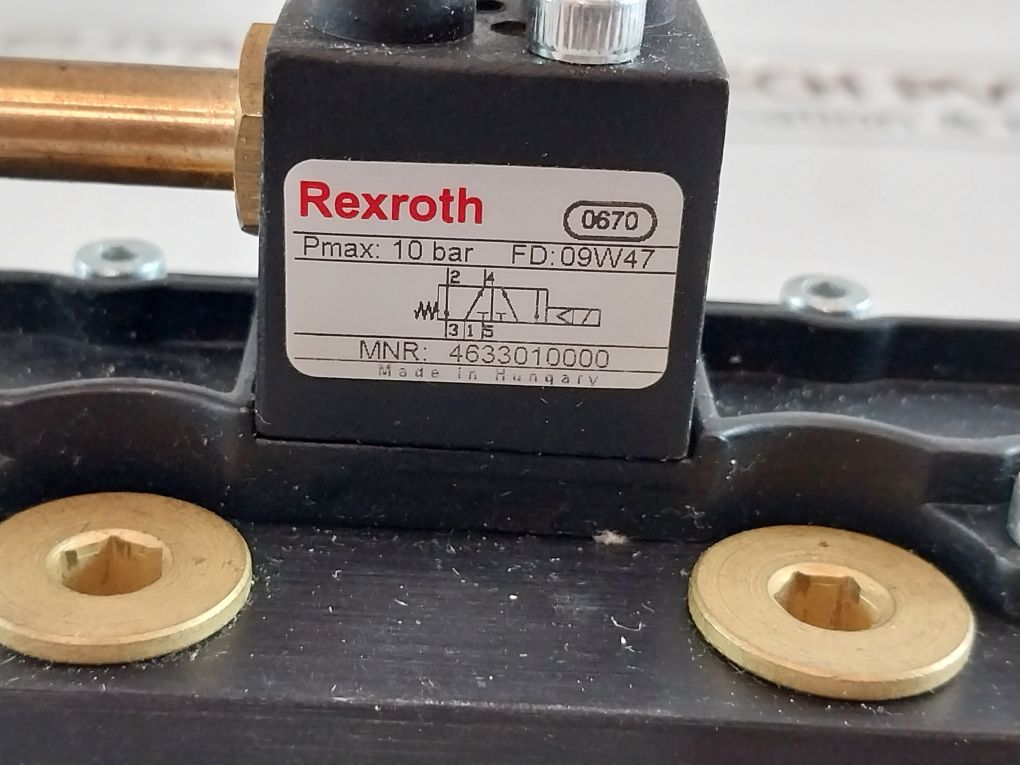 Rexroth
0670
Pmax: 10 bar FD: 09W47
2 4
3 1 5
MNR: 4633010000
Made in Hungary